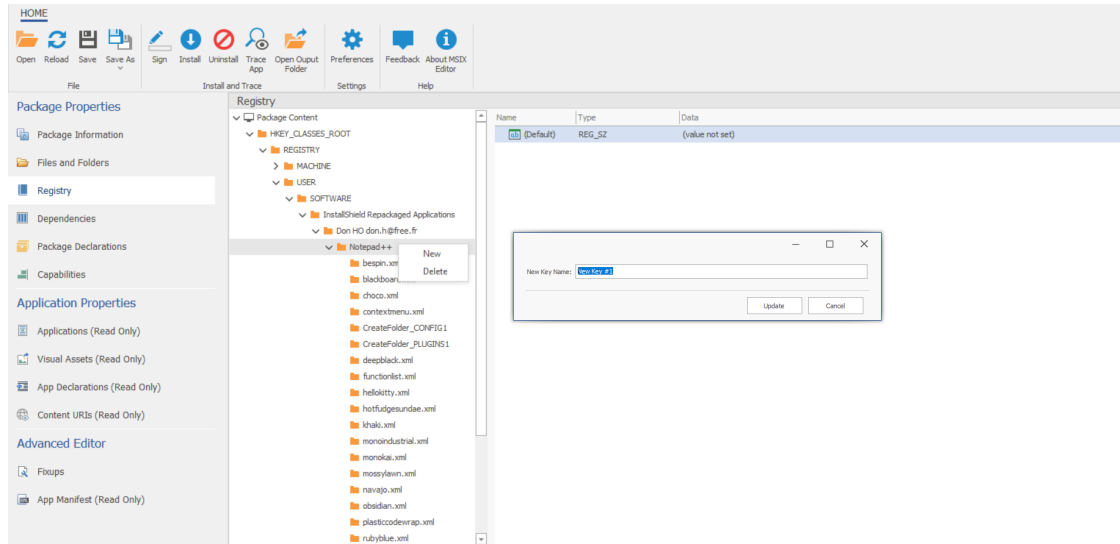 HOME
Open Reload Save Save As Sign Install Uninstall Trace App Open Ouput Folder Preferences Feedback About MSIX Editor
File Install and Trace Settings Help
Package Properties
Package Information
Files and Folders
Registry
Dependencies
Package Declarations
Capabilities
Application Properties
Applications (Read Only)
Visual Assets (Read Only)
App Declarations (Read Only)
Content URIs (Read Only)
Advanced Editor
Fixups
App Manifest (Read Only)
Registry
Package Content
HKEY_CLASSES_ROOT
REGISTRY
MACHINE
USER
SOFTWARE
InstallShield Repackaged Applications
Don HO don.h@free.fr
Notepad++
bespin.xm
blackboar
choco.xml
contextmenu.xml
CreateFolder_CONFIG1
CreateFolder_PLUGINS1
deepblack.xml
functionlist.xml
hellokitty.xml
hotfudgesundae.xml
khaki.xml
monoindustrial.xml
monokai.xml
mossylawn.xml
navajo.xml
obsidian.xml
plasticcodewrap.xml
rubyblue.xml
New
Delete
Name Type Data
ab (Default) REG_SZ (value not set)
New Key Name: New Key #1
Update Cancel